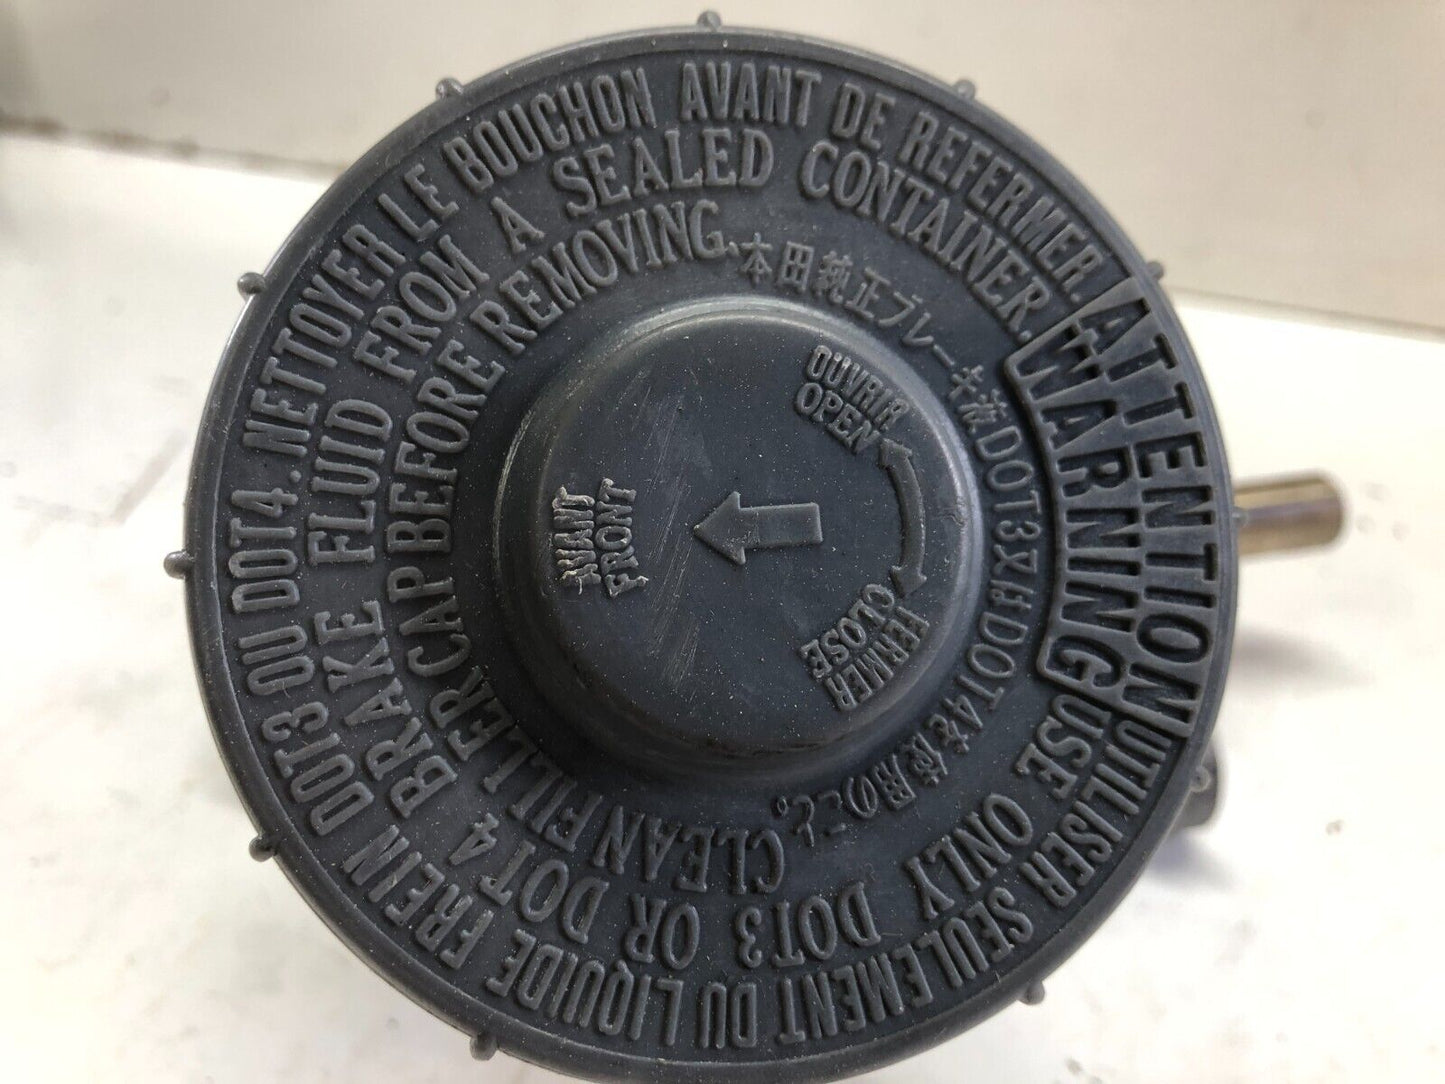 ATTENTION UTILISER SEULEMENT DU LIQUIDE FREIN DOT3 OU DOT4. NETTOYER LE BOUCHON AVANT DE REFERMER.
WARNING USE ONLY DOT3 OR DOT4 BRAKE FLUID FROM A SEALED CONTAINER.
CLEAN FILLER CAP BEFORE REMOVING.
本田純正ブレーキ液DOT3又はDOT4を使用のこと。
OUVRIR
OPEN
AVANT
FRONT
FERMER
CLOSE